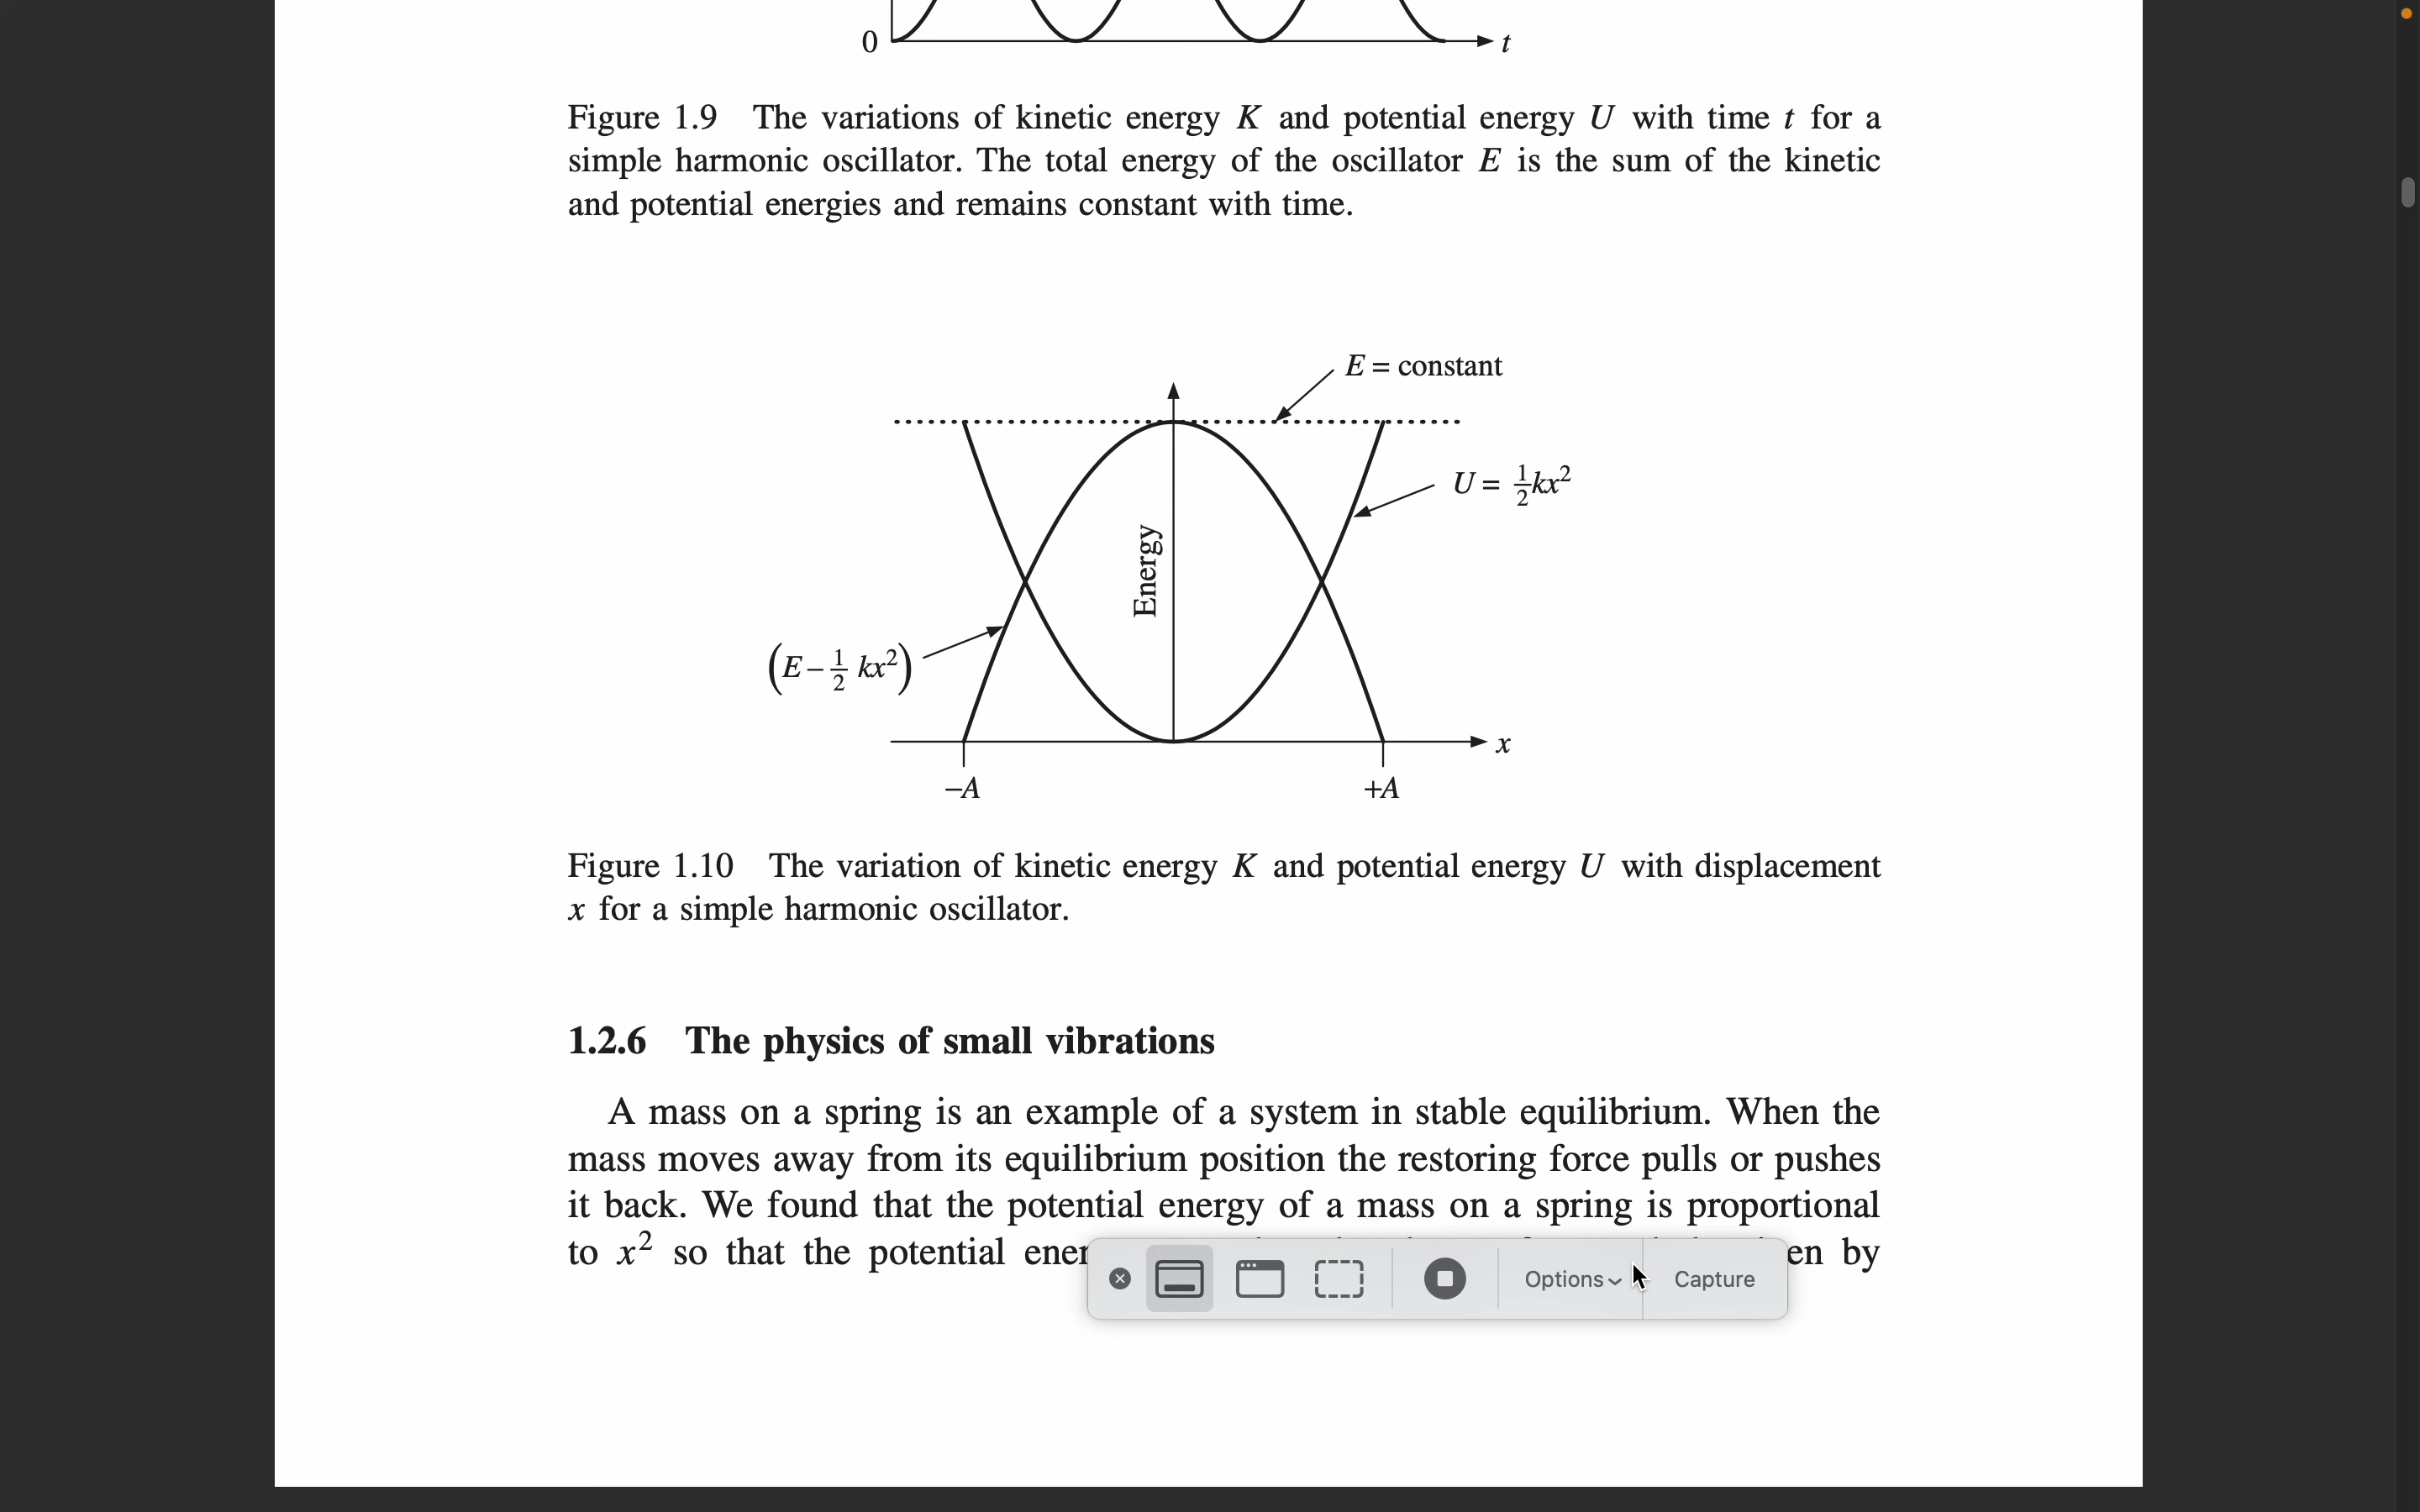 0
t
Figure 1.9 The variations of kinetic energy K and potential energy U with time t for a
simple harmonic oscillator. The total energy of the oscillator E is the sum of the kinetic
and potential energies and remains constant with time.
E = constant
U = 1/2 kx²
Energy
(E – 1/2 kx²)
x
–A
+A
Figure 1.10 The variation of kinetic energy K and potential energy U with displacement
x for a simple harmonic oscillator.
1.2.6 The physics of small vibrations
A mass on a spring is an example of a system in stable equilibrium. When the
mass moves away from its equilibrium position the restoring force pulls or pushes
it back. We found that the potential energy of a mass on a spring is proportional
to x² so that the potential by
Options
Capture